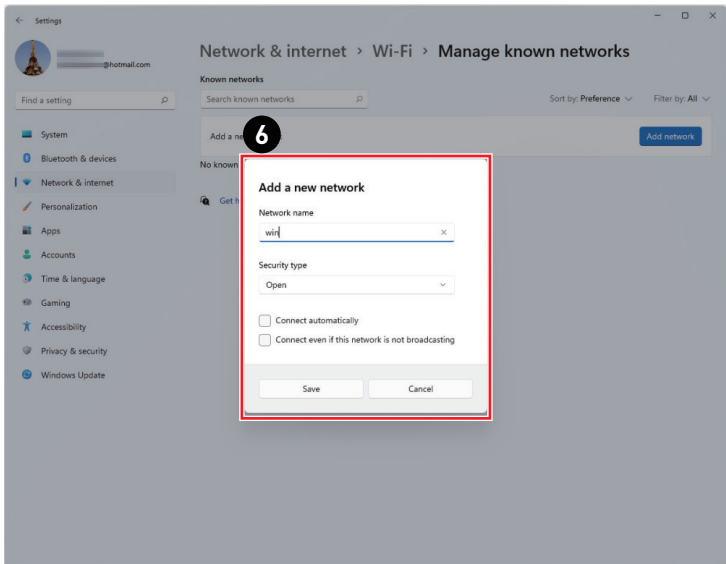 Settings
@hotmail.com
Find a setting
System
Bluetooth & devices
Network & internet
Personalization
Apps
Accounts
Time & language
Gaming
Accessibility
Privacy & security
Windows Update
Network & internet > Wi-Fi > Manage known networks
Known networks
Search known networks
Sort by: Preference
Filter by: All
Add a
Add network
6
No known
Get
Add a new network
Network name
win
Security type
Open
Connect automatically
Connect even if this network is not broadcasting
Save
Cancel